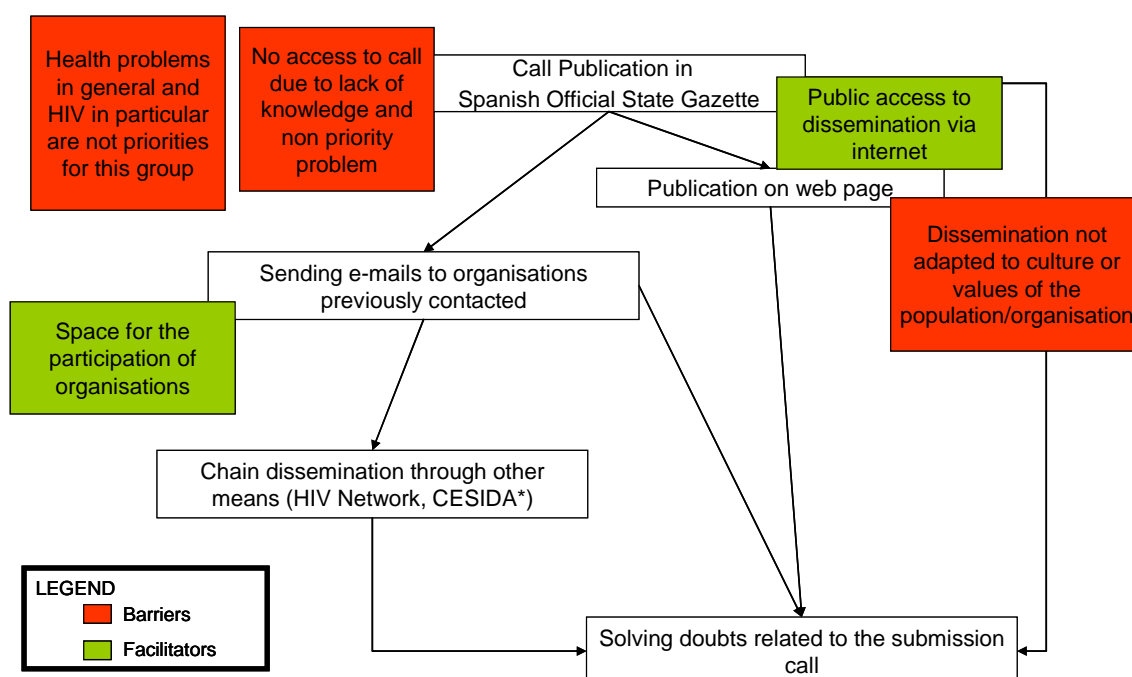 Health problems
in general and
HIV in particular
are not priorities
for this group
No access to call
due to lack of
knowledge and
non priority
problem
Call Publication in
Spanish Official State Gazette
Public access to
dissemination via
internet
Publication on web page
Dissemination not
adapted to culture or
values of the
population/organisation
Sending e-mails to organisations
previously contacted
Space for the
participation of
organisations
Chain dissemination through other
means (HIV Network, CESIDA*)
LEGEND
Barriers
Facilitators
Solving doubts related to the submission
call